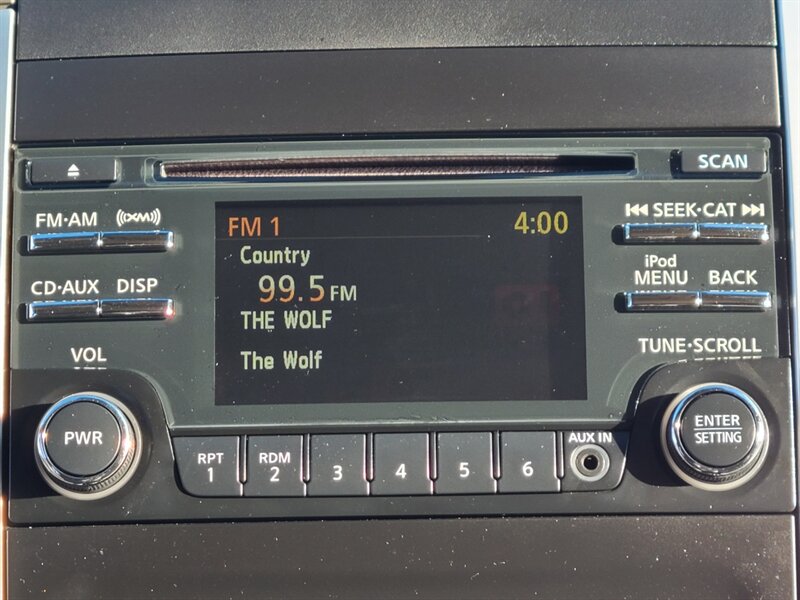 SCAN
FM·AM
((XM))
SEEK·CAT
CD·AUX
DISP
iPod
MENU
BACK
VOL
TUNE·SCROLL
FM 1
4:00
Country
99.5 FM
THE WOLF
The Wolf
PWR
RPT
1
RDM
2
3
4
5
6
AUX IN
ENTER
SETTING